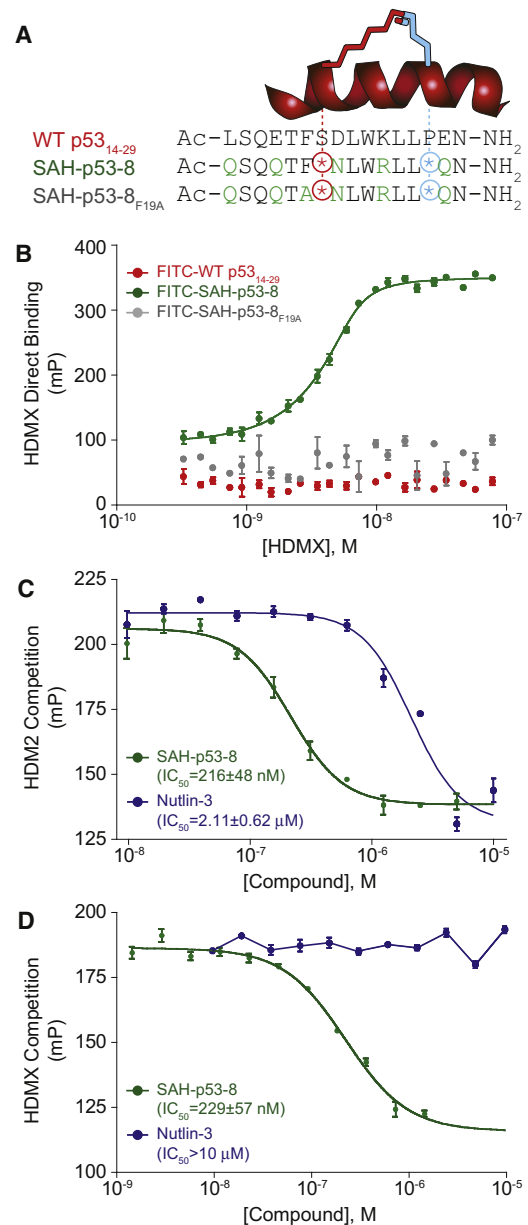 A
WT p53₁₄₋₂₉ Ac-LSQETFSDLWKLLPEN-NH₂
SAH-p53-8 Ac-QSQQTF*NLWRLL*QN-NH₂
SAH-p53-8F19A Ac-QSQQTA*NLWRLL*QN-NH₂
B
FITC-WT p53₁₄₋₂₉
FITC-SAH-p53-8
FITC-SAH-p53-8F19A
HDMX Direct Binding
(mP)
400
300
200
100
0
10⁻¹⁰ 10⁻⁹ 10⁻⁸ 10⁻⁷
[HDMX], M
C
HDM2 Competition
(mP)
225
200
175
150
125
SAH-p53-8
(IC₅₀=216±48 nM)
Nutlin-3
(IC₅₀=2.11±0.62 μM)
10⁻⁸ 10⁻⁷ 10⁻⁶ 10⁻⁵
[Compound], M
D
HDMX Competition
(mP)
200
175
150
125
100
SAH-p53-8
(IC₅₀=229±57 nM)
Nutlin-3
(IC₅₀>10 μM)
10⁻⁹ 10⁻⁸ 10⁻⁷ 10⁻⁶ 10⁻⁵
[Compound], M